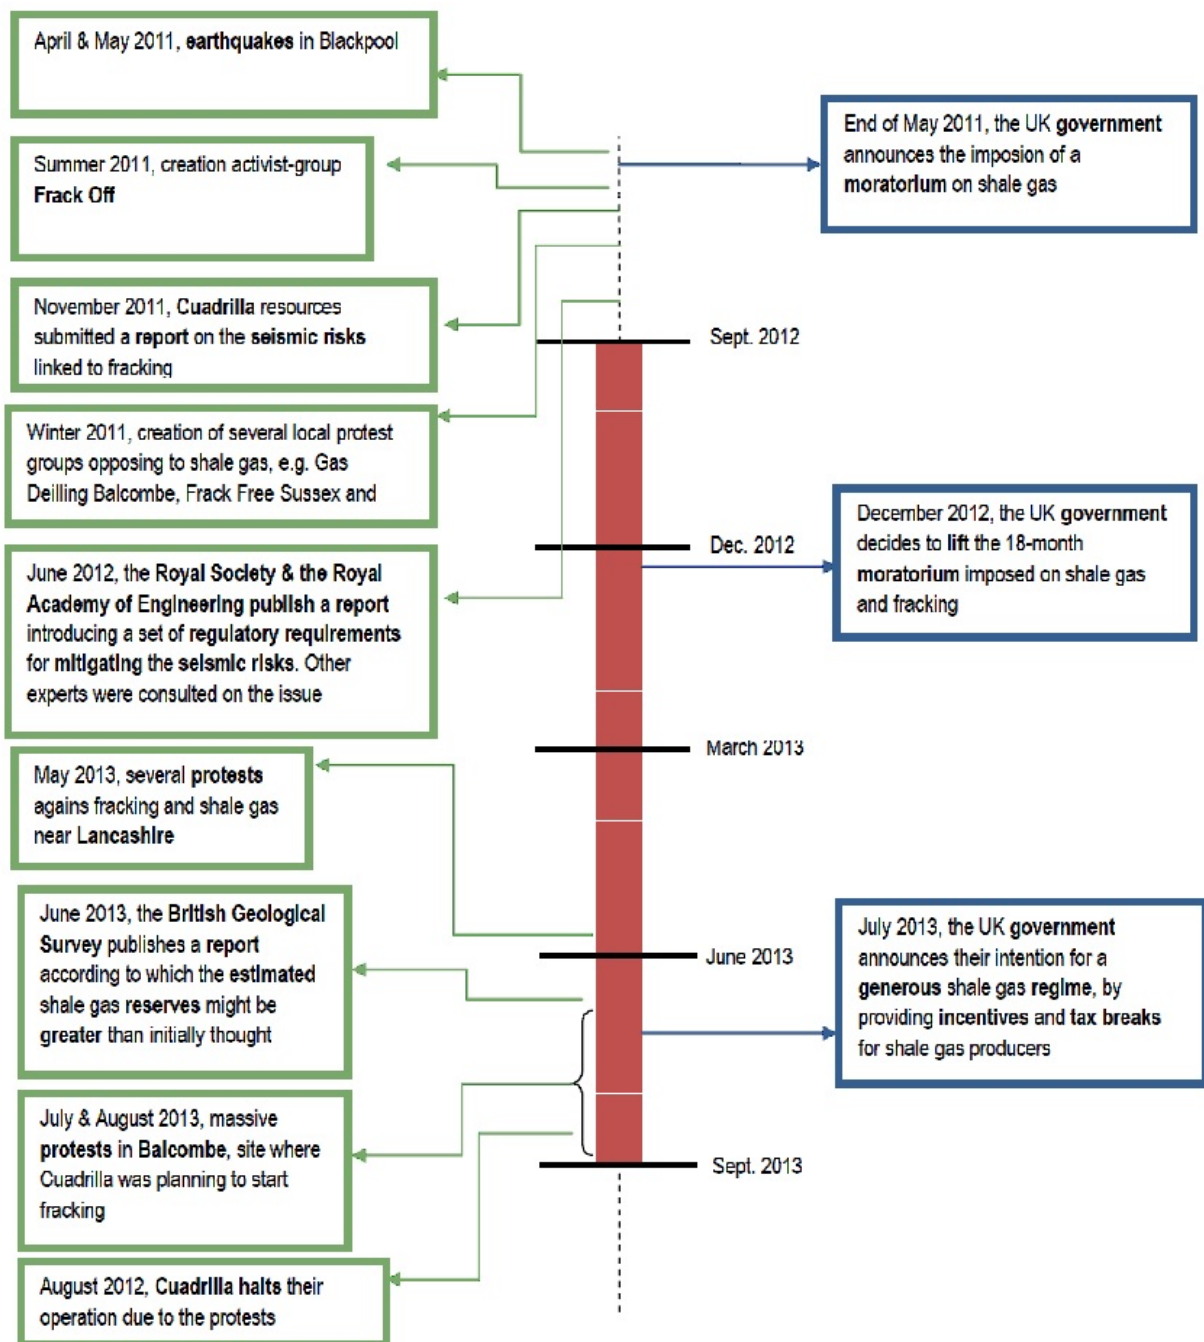 April & May 2011, earthquakes in Blackpool
End of May 2011, the UK government
announces the imposion of a
moratorium on shale gas
Summer 2011, creation activist-group
Frack Off
November 2011, Cuadrilla resources
submitted a report on the seismic risks
linked to fracking
Sept. 2012
Winter 2011, creation of several local protest
groups opposing to shale gas, e.g. Gas
Deilling Balcombe, Frack Free Sussex and
December 2012, the UK government
decides to lift the 18-month
moratorium imposed on shale gas
and fracking
Dec. 2012
June 2012, the Royal Society & the Royal
Academy of Engineering publish a report
introducing a set of regulatory requirements
for mitigating the seismic risks. Other
experts were consulted on the issue
March 2013
May 2013, several protests
agains fracking and shale gas
near Lancashire
June 2013, the British Geological
Survey publishes a report
according to which the estimated
shale gas reserves might be
greater than initially thought
June 2013
July 2013, the UK government
announces their intention for a
generous shale gas regime, by
providing incentives and tax breaks
for shale gas producers
July & August 2013, massive
protests in Balcombe, site where
Cuadrilla was planning to start
fracking
Sept. 2013
August 2012, Cuadrilla halts their
operation due to the protests